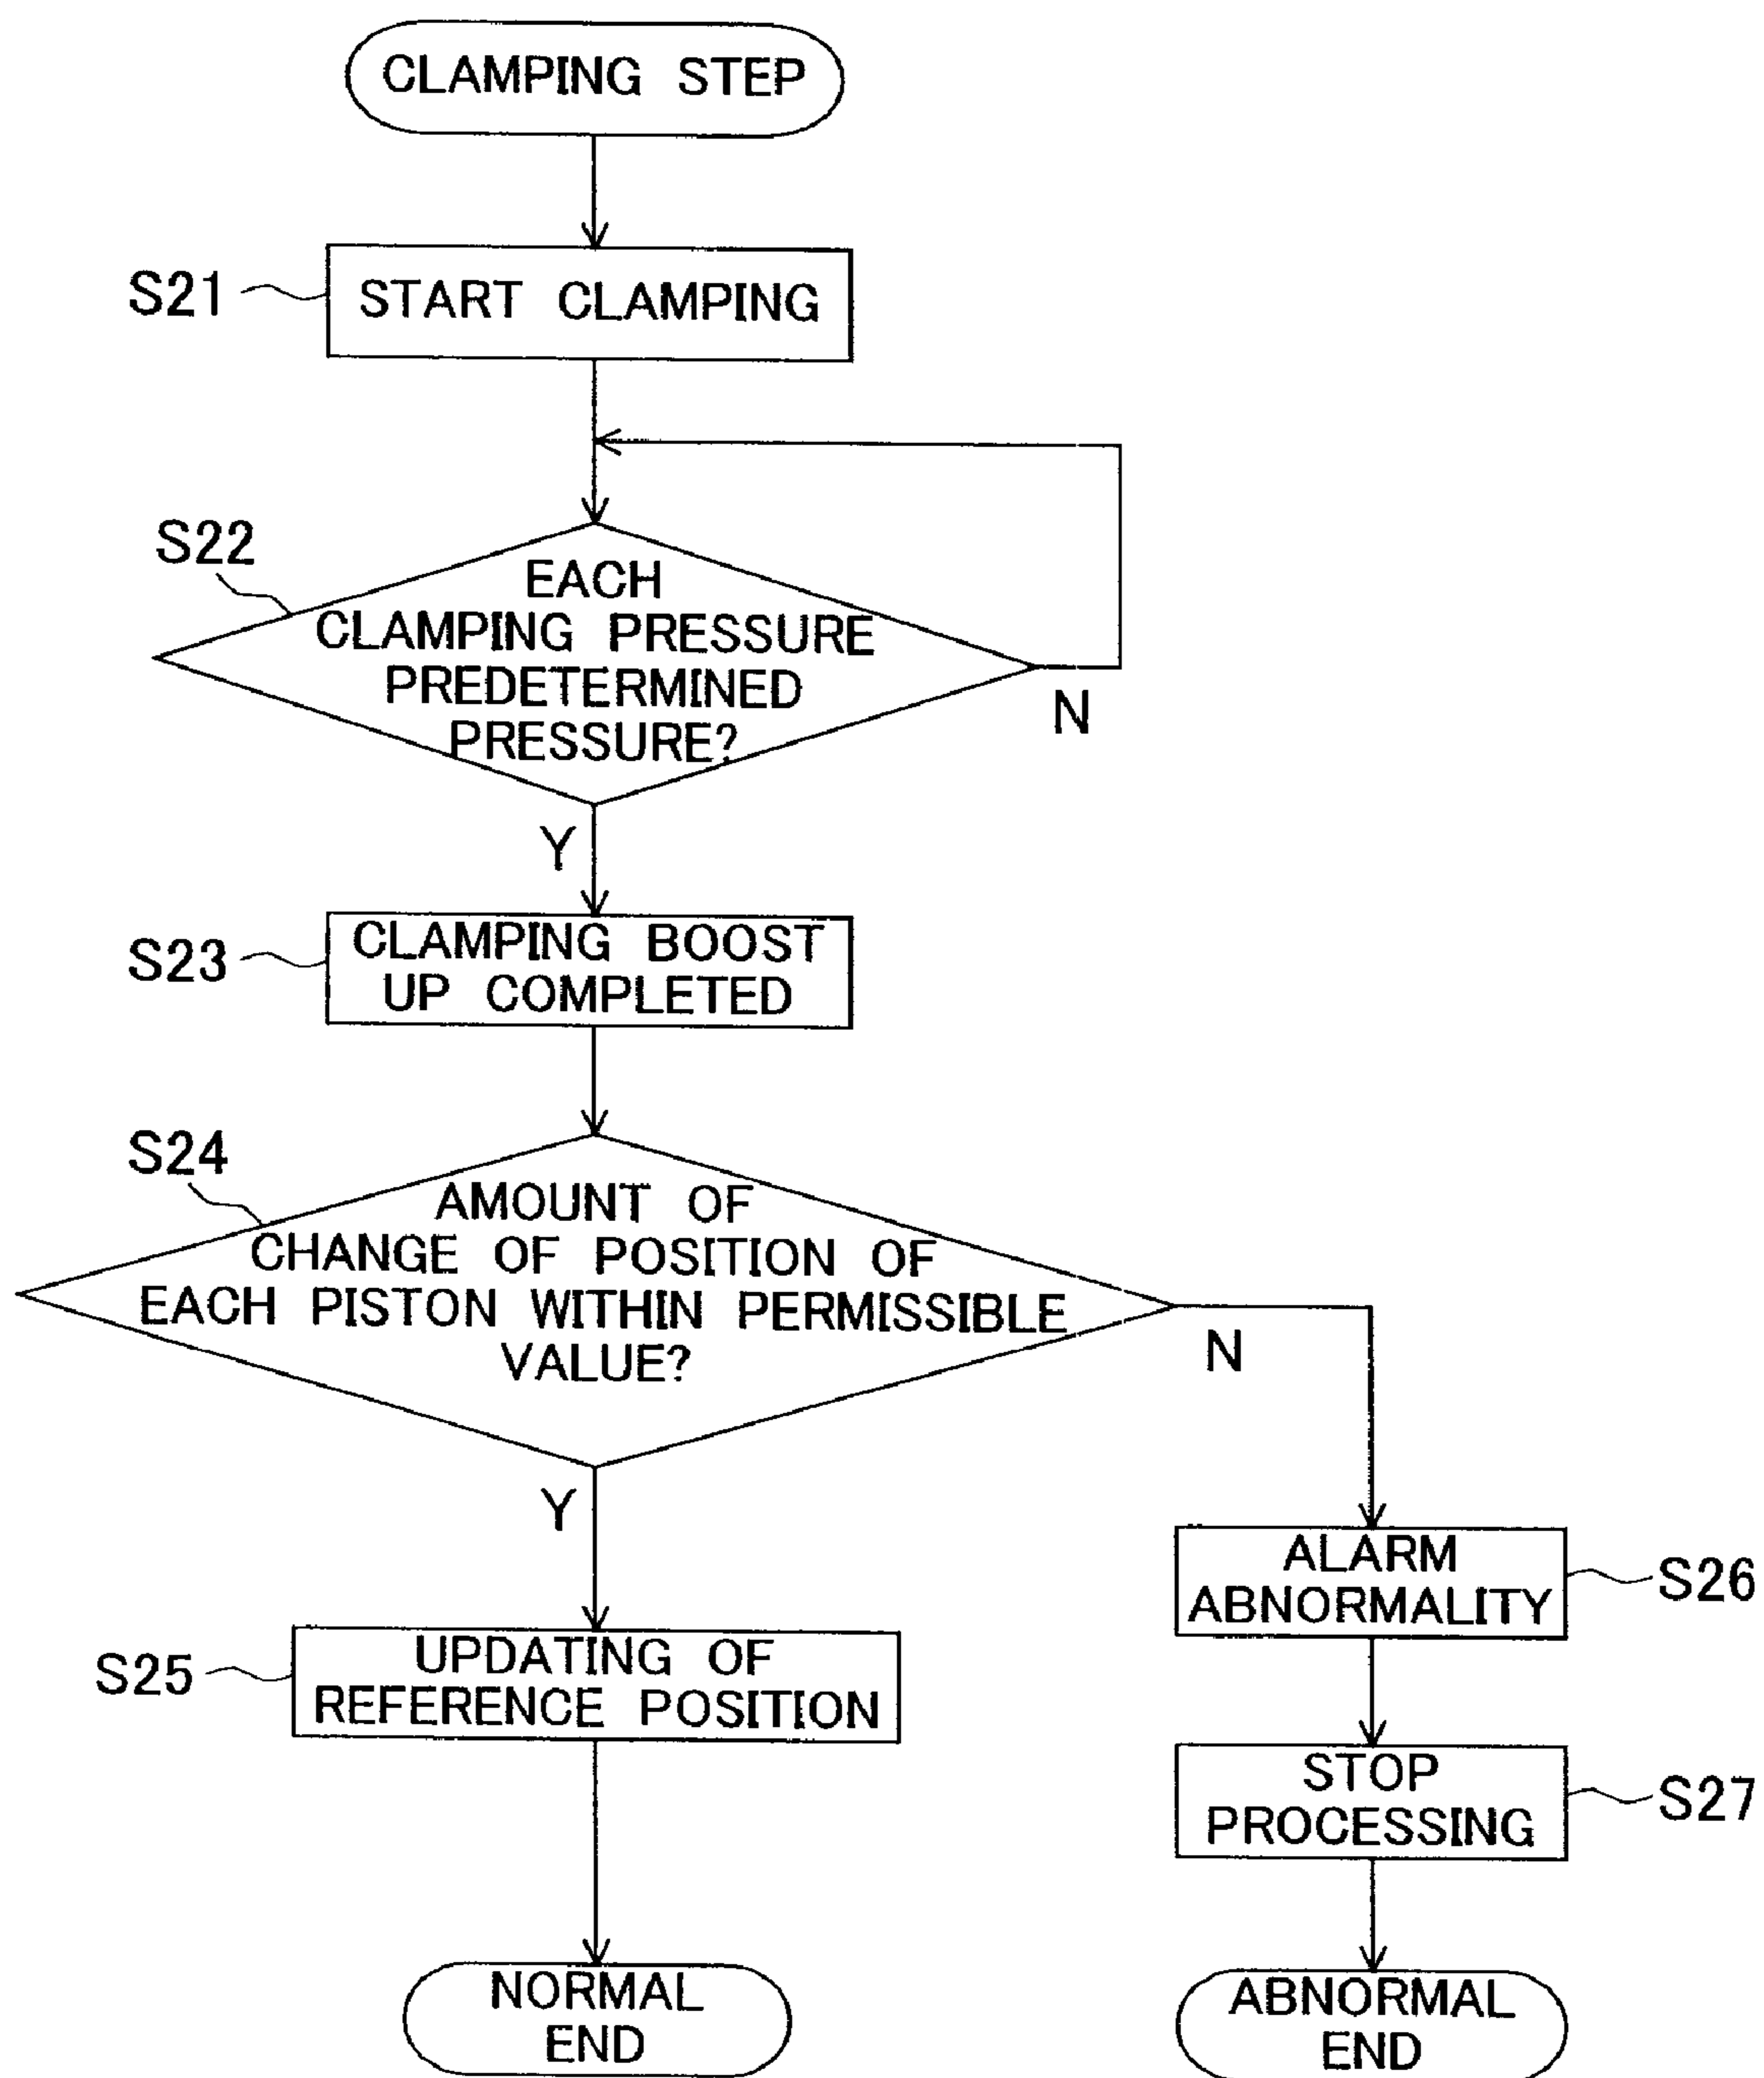 CLAMPING STEP
S21
START CLAMPING
S22
EACH
CLAMPING PRESSURE
PREDETERMINED
PRESSURE?
N
Y
S23
CLAMPING BOOST
UP COMPLETED
S24
AMOUNT OF
CHANGE OF POSITION OF
EACH PISTON WITHIN PERMISSIBLE
VALUE?
N
Y
ALARM
ABNORMALITY
S26
S25
UPDATING OF
REFERENCE POSITION
STOP
PROCESSING
S27
NORMAL
END
ABNORMAL
END